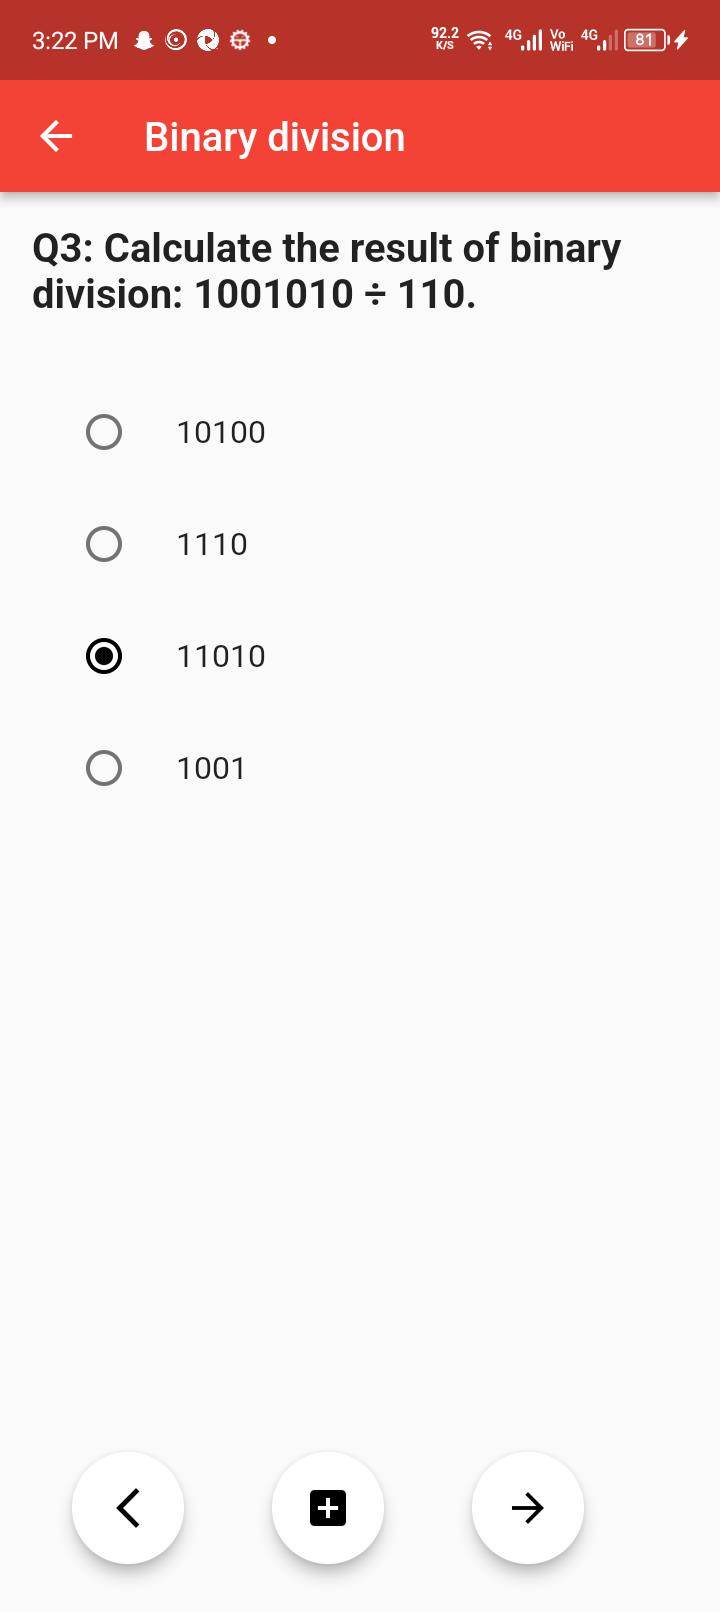 3:22 PM
92.2 K/S 4G Vo WiFi 4G 81
Binary division
Q3: Calculate the result of binary
division: 1001010 ÷ 110.
10100
1110
11010
1001